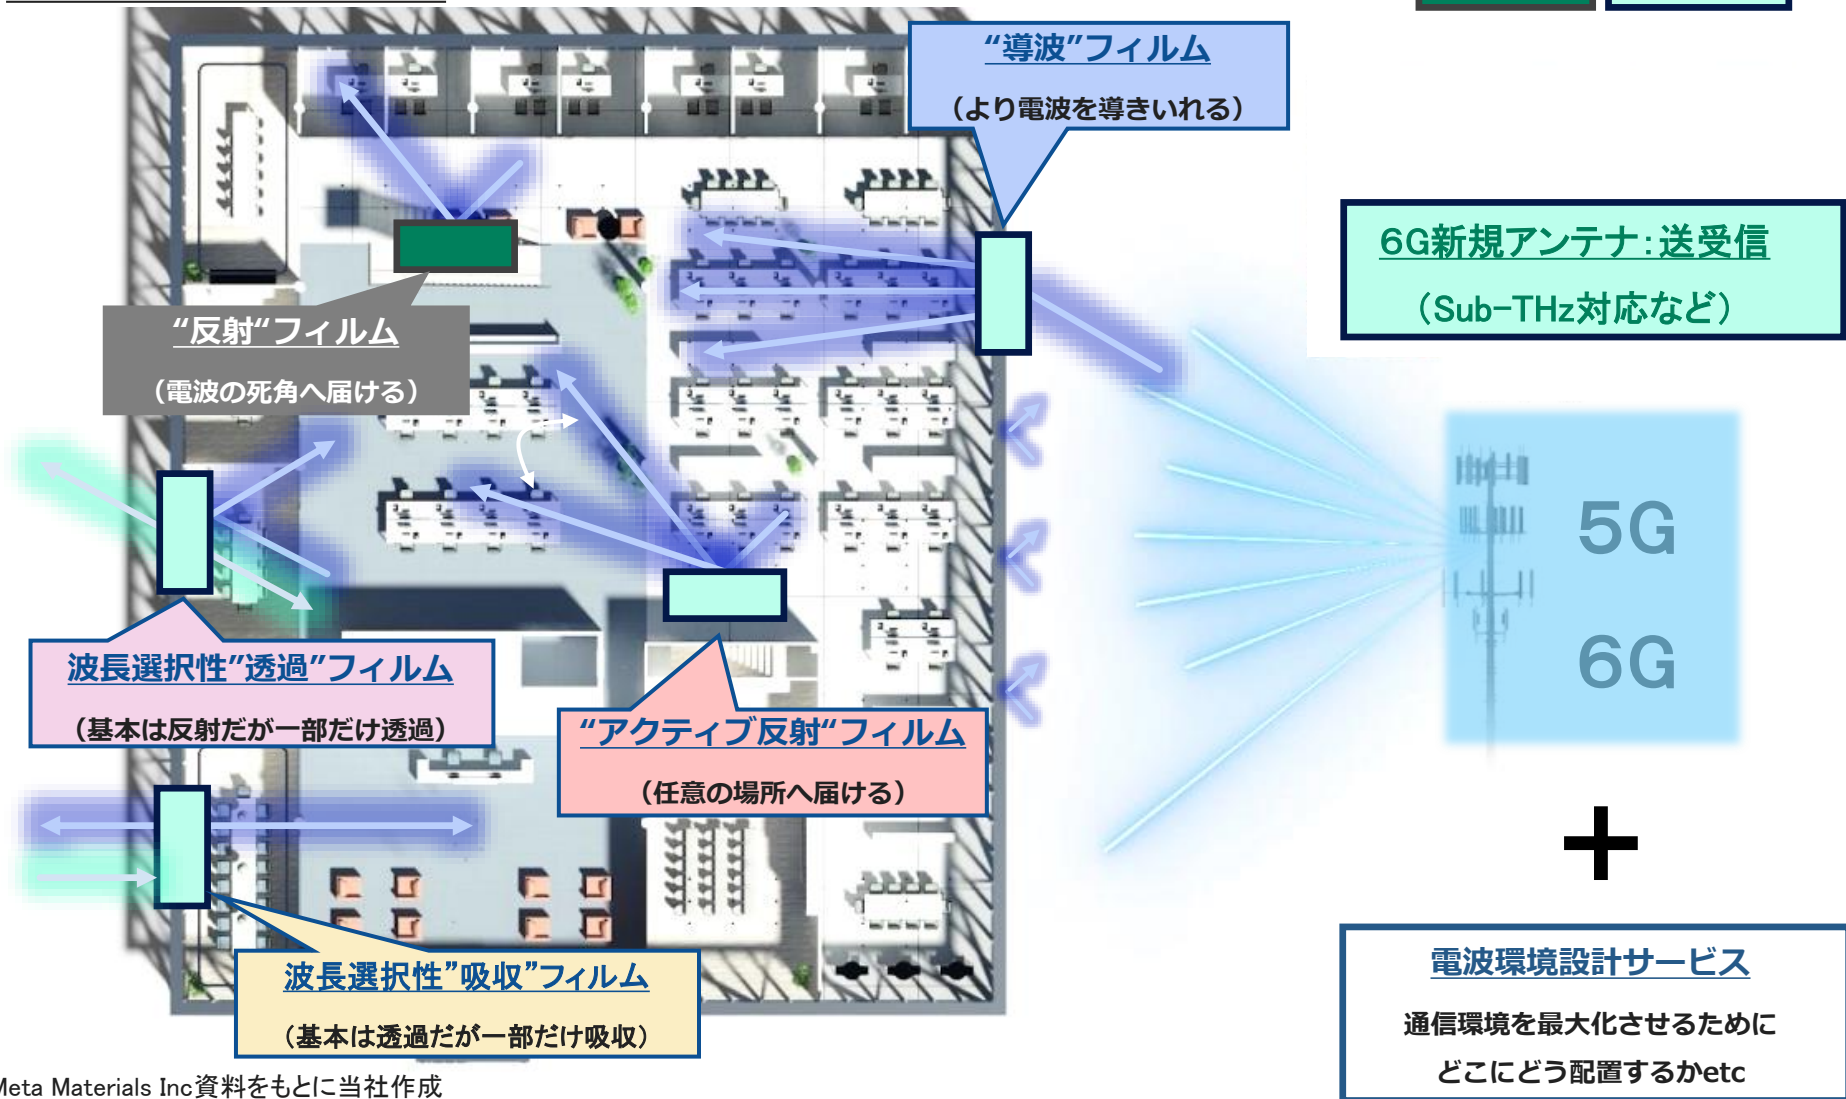 “導波”フィルム
（より電波を導きいれる）
6G新規アンテナ：送受信
（Sub-THz対応など）
“反射“フィルム
（電波の死角へ届ける）
5G
6G
波長選択性”透過”フィルム
（基本は反射だが一部だけ透過）
“アクティブ反射“フィルム
（任意の場所へ届ける）
+
波長選択性”吸収”フィルム
（基本は透過だが一部だけ吸収）
電波環境設計サービス
通信環境を最大化させるために
どこにどう配置するかetc
Meta Materials Inc資料をもとに当社作成